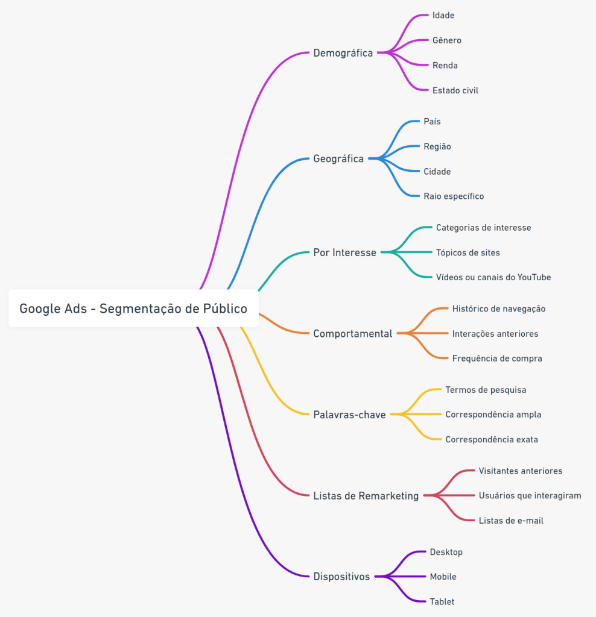 Google Ads - Segmentação de Público
Demográfica
Idade
Gênero
Renda
Estado civil
Geográfica
País
Região
Cidade
Raio específico
Por Interesse
Categorias de interesse
Tópicos de sites
Vídeos ou canais do YouTube
Comportamental
Histórico de navegação
Interações anteriores
Frequência de compra
Palavras-chave
Termos de pesquisa
Correspondência ampla
Correspondência exata
Listas de Remarketing
Visitantes anteriores
Usuários que interagiram
Listas de e-mail
Dispositivos
Desktop
Mobile
Tablet